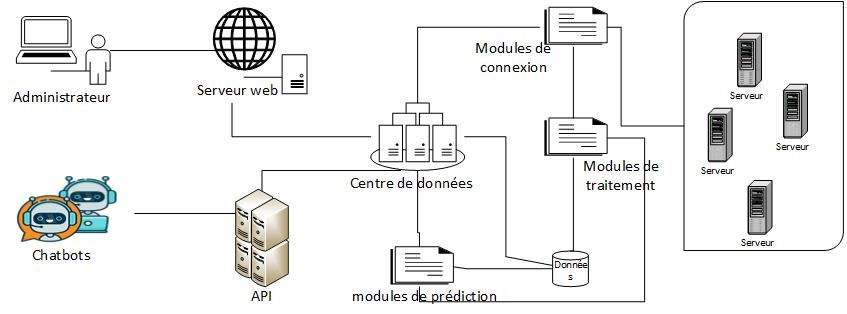 Administrateur
Serveur web
Modules de
connexion
Serveur
Serveur
Serveur
Serveur
Centre de données
Modules de
traitement
Chatbots
API
modules de prédiction
Donnée
s